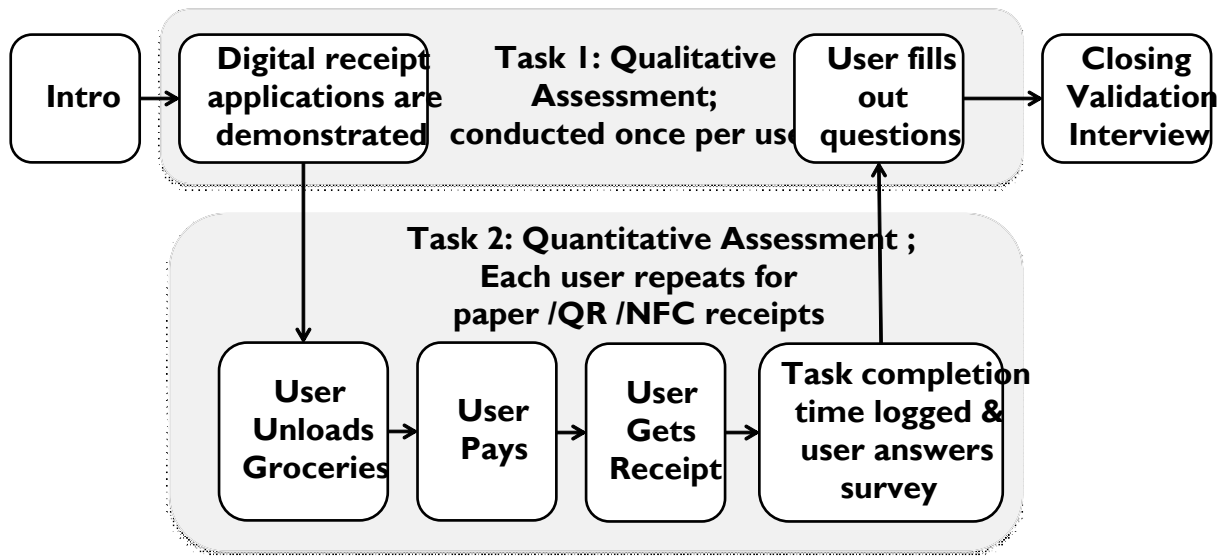 Intro
Digital receipt
applications are
demonstrated
Task 1: Qualitative
Assessment;
conducted once per use
User fills
out
questions
Closing
Validation
Interview
Task 2: Quantitative Assessment ;
Each user repeats for
paper /QR /NFC receipts
User
Unloads
Groceries
User
Pays
User
Gets
Receipt
Task completion
time logged &
user answers
survey